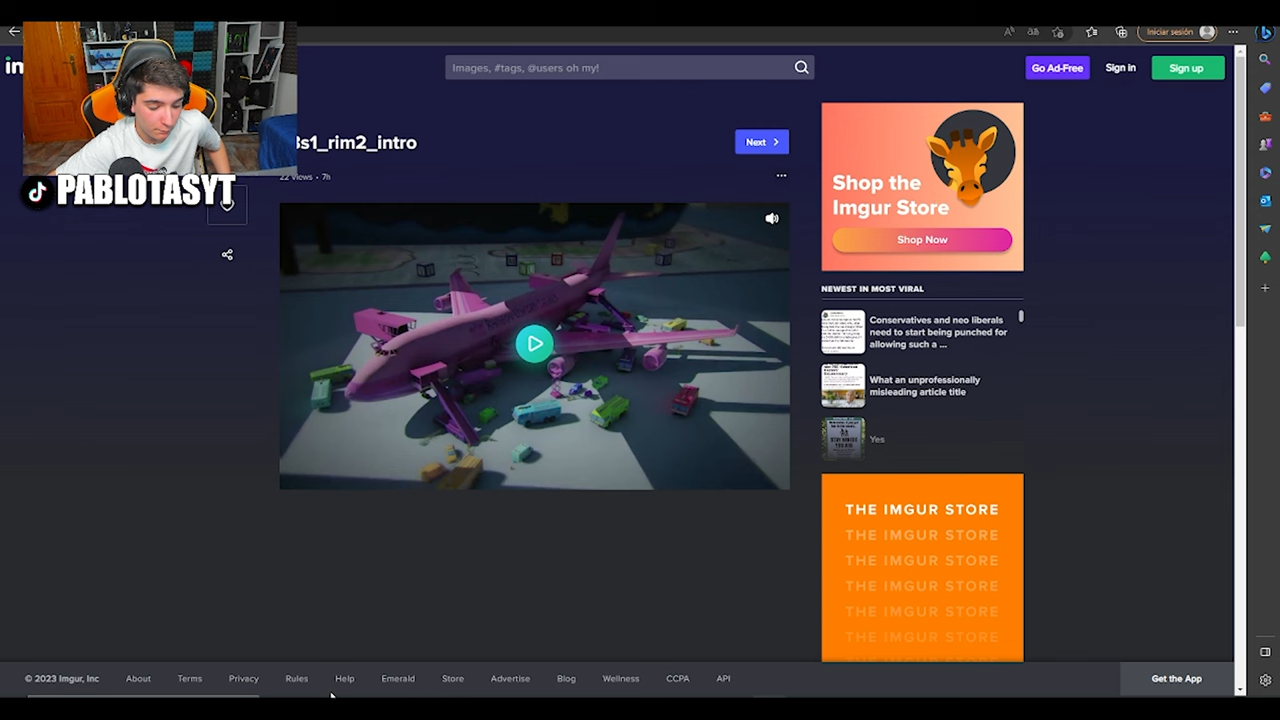 Iniciar sesión
im
Images, #tags, @users oh my!
Go Ad-Free
Sign in
Sign up
3s1_rim2_intro
Next
22 Views • 7h
PABLOTASYT
Shop the
Imgur Store
Shop Now
NEWEST IN MOST VIRAL
Conservatives and neo liberals
need to start being punched for
allowing such a ...
What an unprofessionally
misleading article title
Yes
THE IMGUR STORE
THE IMGUR STORE
THE IMGUR STORE
THE IMGUR STORE
THE IMGUR STORE
THE IMGUR STORE
© 2023 Imgur, Inc
About
Terms
Privacy
Rules
Help
Emerald
Store
Advertise
Blog
Wellness
CCPA
API
Get the App